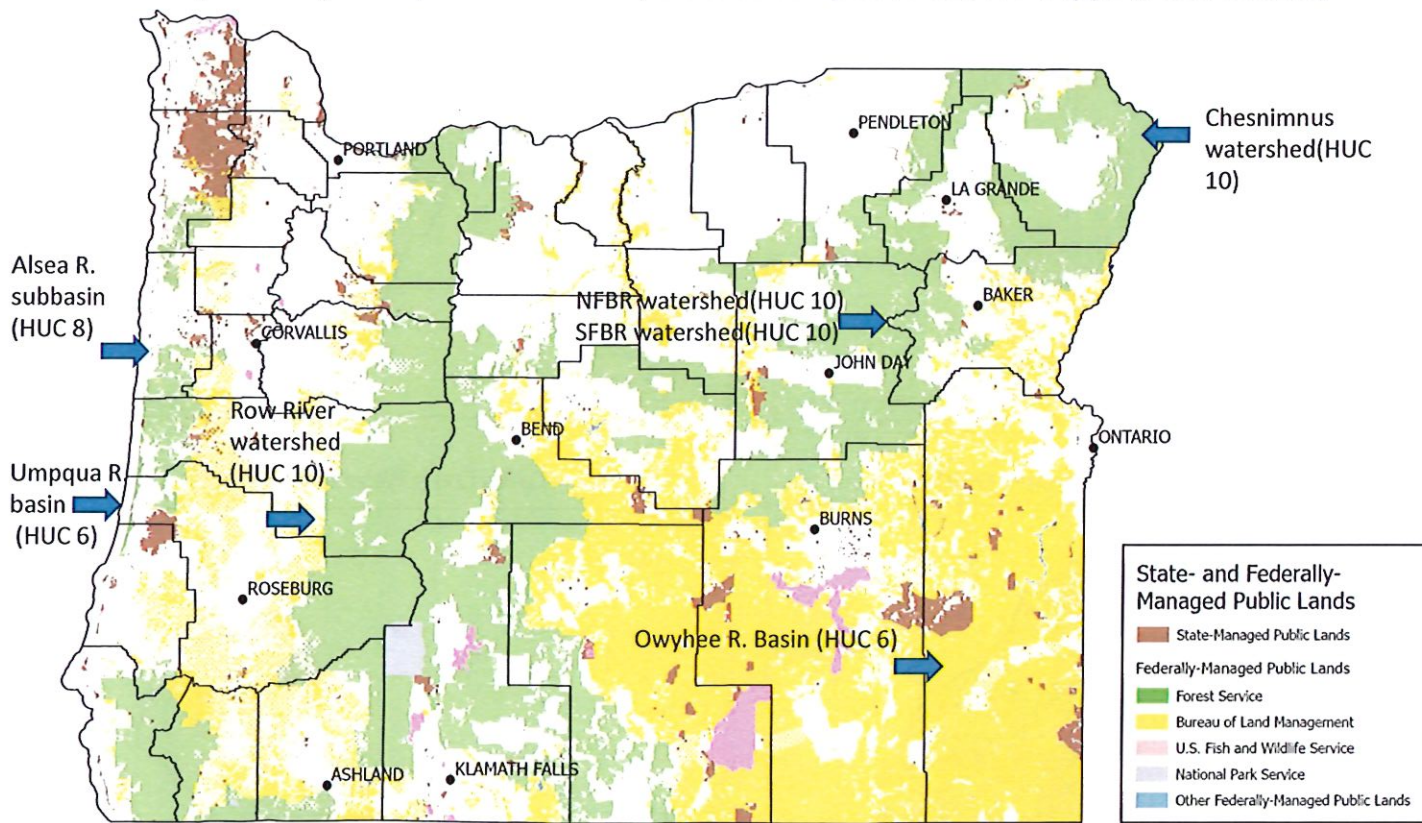 PENDLETON
Chesnimnus
watershed(HUC
10)
PORTLAND
LA GRANDE
Alsea R.
subbasin
(HUC 8)
NFBR watershed(HUC 10)
SFBR watershed(HUC 10)
BAKER
CORVALLIS
JOHN DAY
Row River
watershed
(HUC 10)
BEND
ONTARIO
Umpqua R
basin
(HUC 6)
BURNS
ROSEBURG
Owyhee R. Basin (HUC 6)
ASHLAND
KLAMATH FALLS
State- and Federally-
Managed Public Lands
State-Managed Public Lands
Federally-Managed Public Lands
Forest Service
Bureau of Land Management
U.S. Fish and Wildlife Service
National Park Service
Other Federally-Managed Public Lands